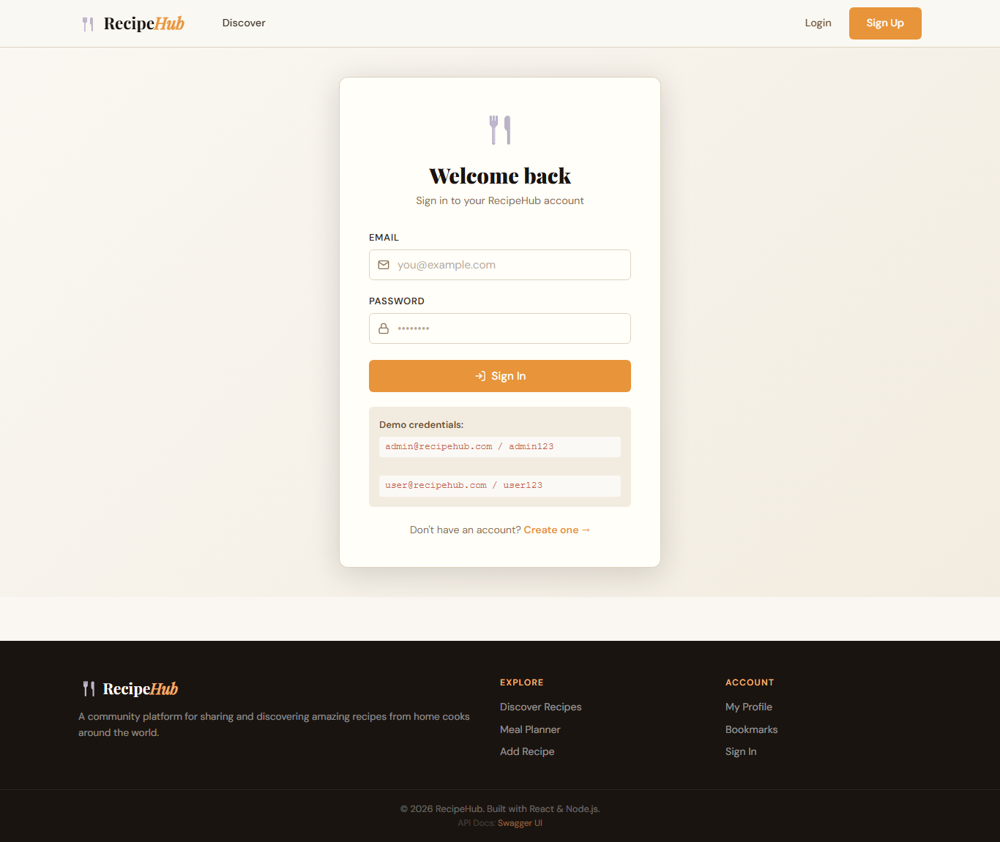 RecipeHub
Discover
Login
Sign Up
Welcome back
Sign in to your RecipeHub account
EMAIL
you@example.com
PASSWORD
••••••••
Sign In
Demo credentials:
admin@recipehub.com / admin123
user@recipehub.com / user123
Don't have an account? Create one →
RecipeHub
A community platform for sharing and discovering amazing recipes from home cooks
around the world.
EXPLORE
Discover Recipes
Meal Planner
Add Recipe
ACCOUNT
My Profile
Bookmarks
Sign In
© 2026 RecipeHub. Built with React & Node.js.
API Docs: Swagger UI